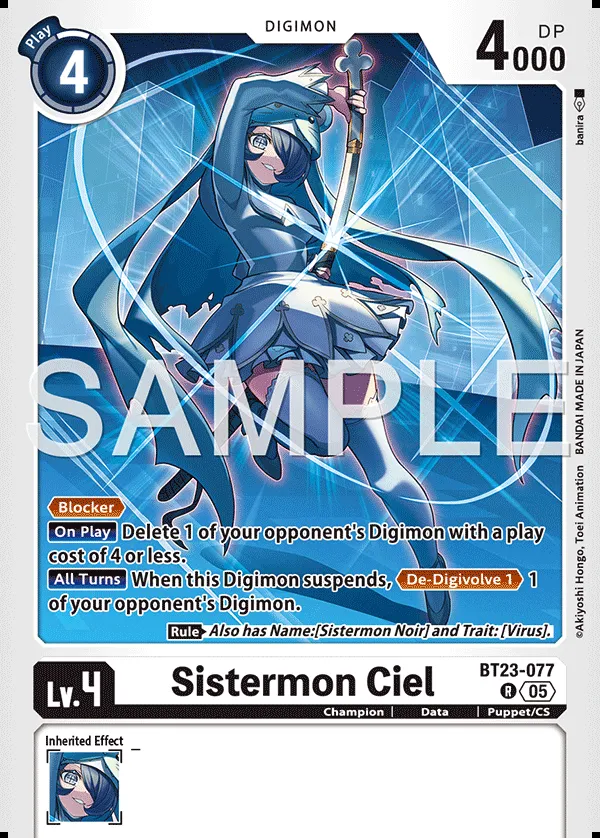 DIGIMON
Play
4
4000
DP
banira
SAMPLE
Blocker
On Play Delete 1 of your opponent's Digimon with a play
cost of 4 or less.
All Turns When this Digimon suspends, De-Digivolve 1 1
of your opponent's Digimon.
Rule Also has Name:[Sistermon Noir] and Trait: [Virus].
©Akiyoshi Hongo, Toei Animation BANDAI MADE IN JAPAN
Lv.4
Sistermon Ciel
BT23-077
R 05
Champion | Data | Puppet/CS
Inherited Effect
–